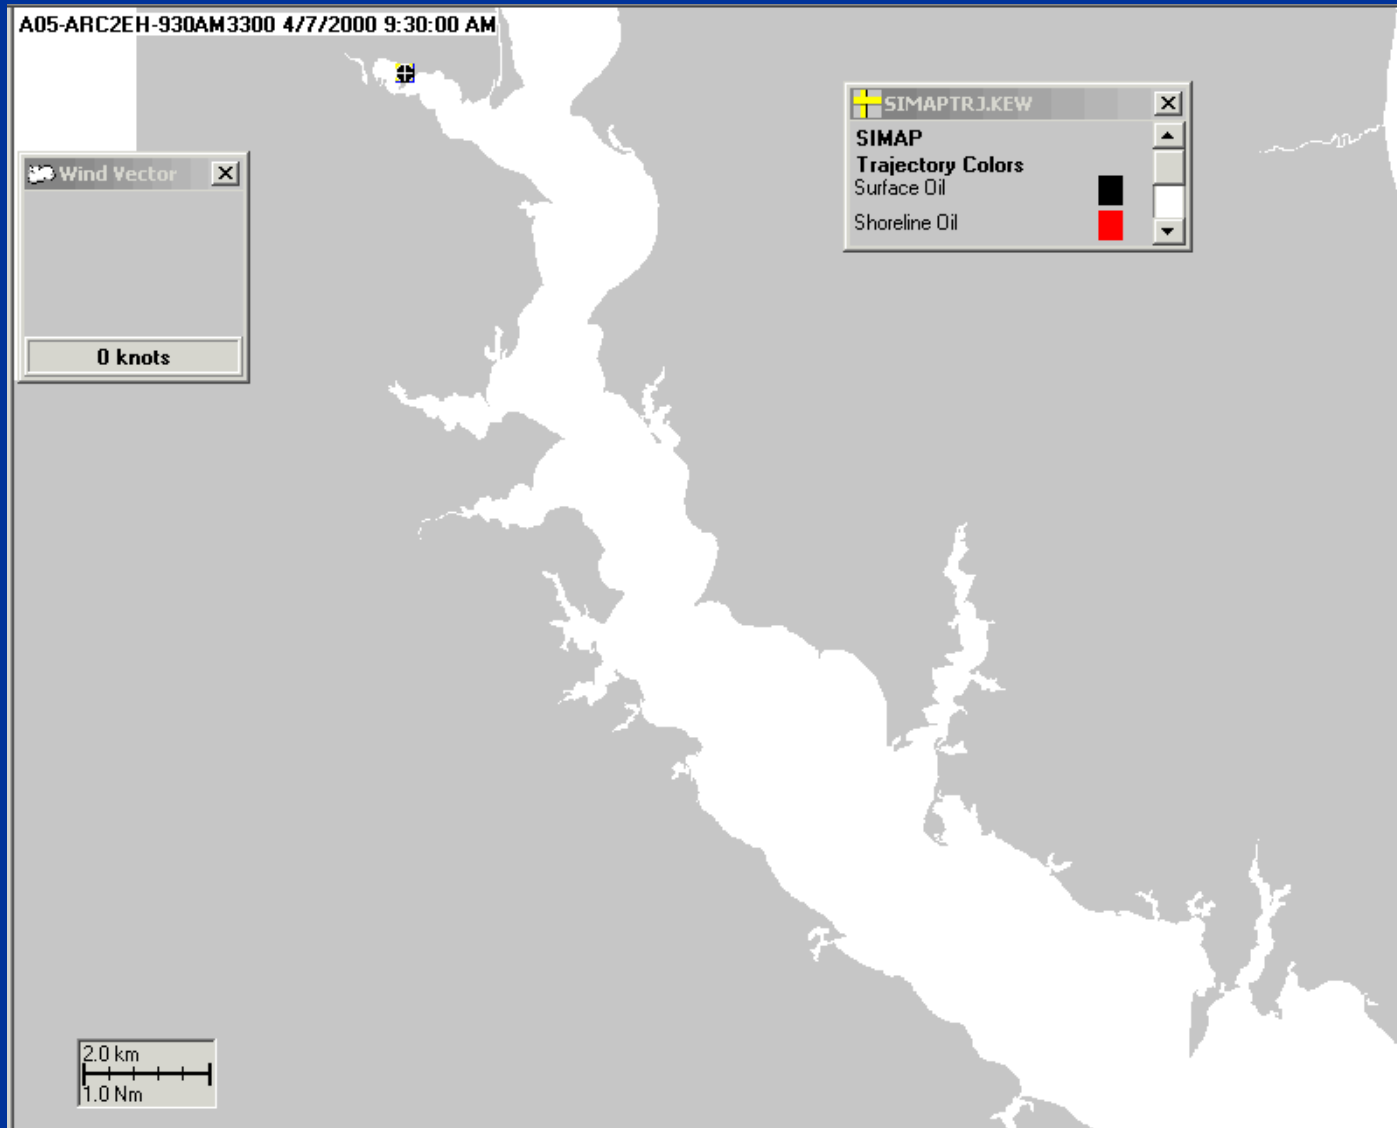 A05-ARC2EH-930AM3300 4/7/2000 9:30:00 AM
SIMAPTRJ.KEW
SIMAP
Trajectory Colors
Surface Oil
Shoreline Oil
Wind Vector
0 knots
2.0 km
1.0 Nm